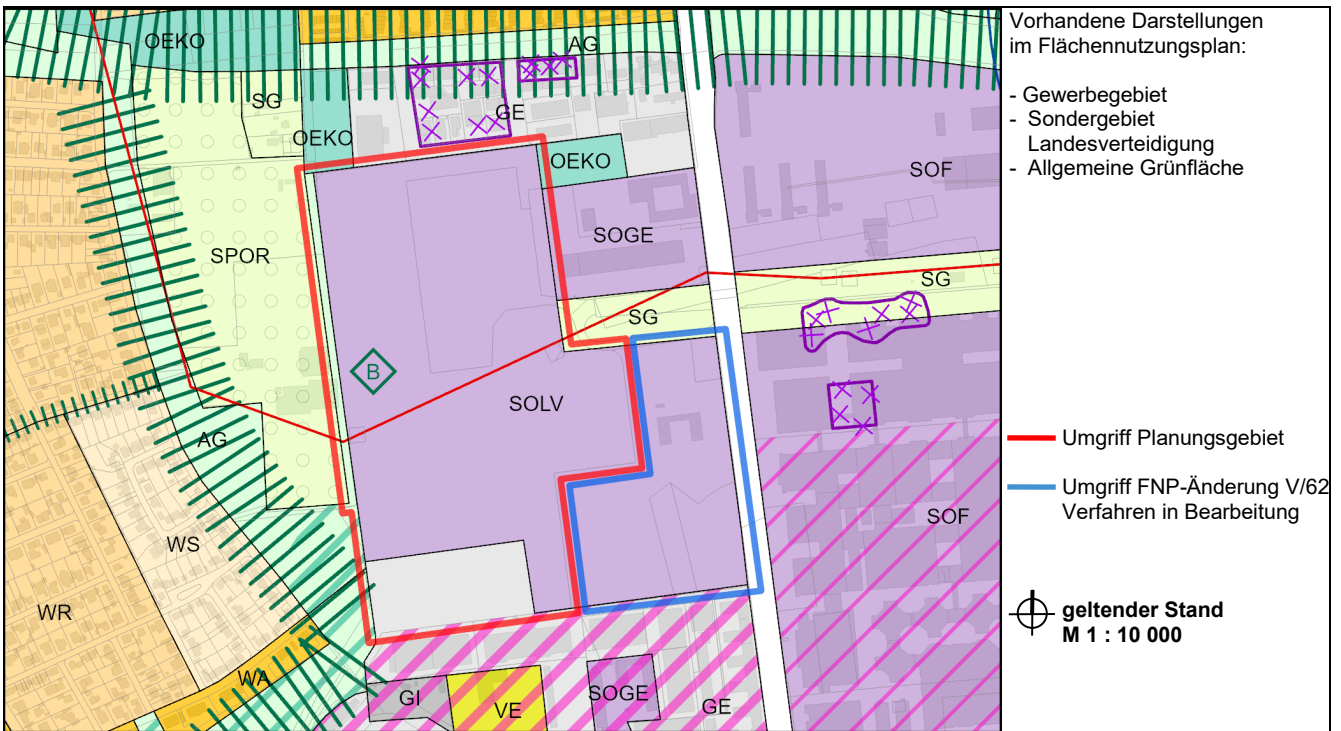 OEKO
AG
SG
GE
OEKO
OEKO
SOF
SOGE
SPOR
SG
SG
B
SOLV
AG
SOF
WS
WR
WA
GI
VE
SOGE
GE
Vorhandene Darstellungen
im Flächennutzungsplan:
- Gewerbegebiet
- Sondergebiet
Landesverteidigung
- Allgemeine Grünfläche
Umgriff Planungsgebiet
Umgriff FNP-Änderung V/62
Verfahren in Bearbeitung
geltender Stand
M 1 : 10 000